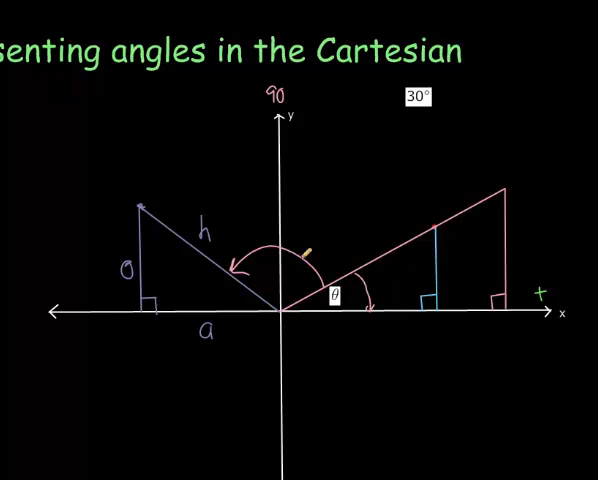 senting angles in the Cartesian
90
30°
y
h
o
θ
+
x
a